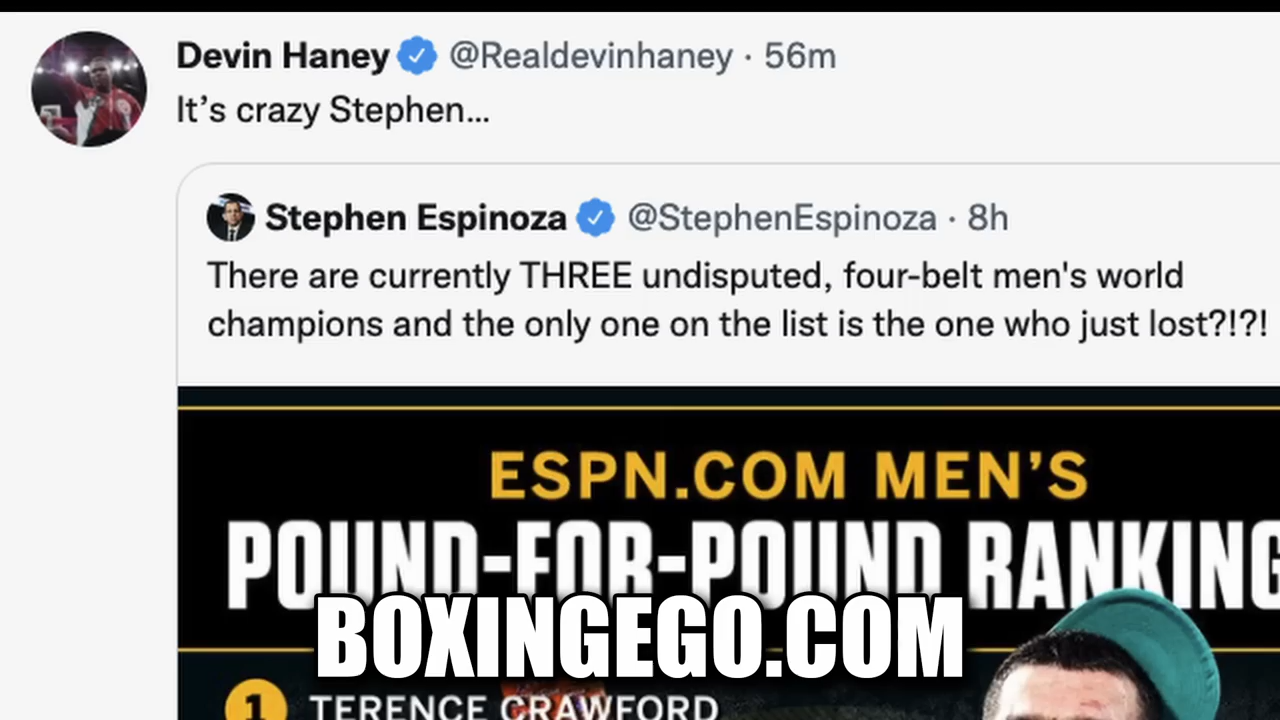 Devin Haney @Realdevinhaney · 56m
It's crazy Stephen...
Stephen Espinoza @StephenEspinoza · 8h
There are currently THREE undisputed, four-belt men's world
champions and the only one on the list is the one who just lost?!?!
ESPN.COM MEN'S
POUND-FOR-POUND RANKING
BOXINGEGO.COM
1 TERENCE CRAWFORD